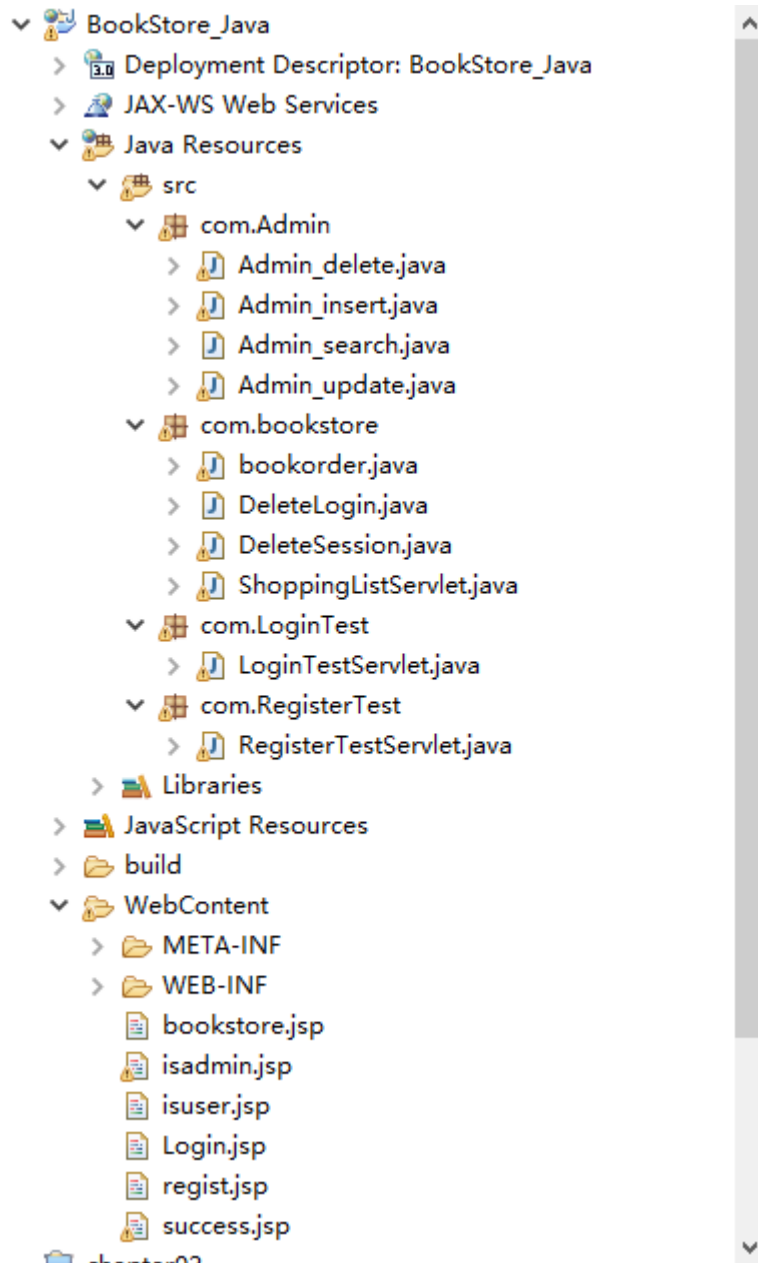 BookStore_Java
3.0 Deployment Descriptor: BookStore_Java
JAX-WS Web Services
Java Resources
src
com.Admin
Admin_delete.java
Admin_insert.java
Admin_search.java
Admin_update.java
com.bookstore
bookorder.java
DeleteLogin.java
DeleteSession.java
ShoppingListServlet.java
com.LoginTest
LoginTestServlet.java
com.RegisterTest
RegisterTestServlet.java
Libraries
JavaScript Resources
build
WebContent
META-INF
WEB-INF
bookstore.jsp
isadmin.jsp
isuser.jsp
Login.jsp
regist.jsp
success.jsp